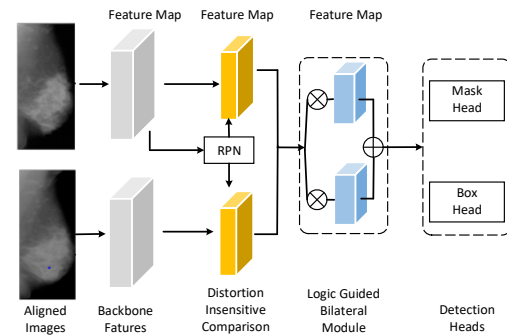 Feature Map
Feature Map
Feature Map
RPN
Mask
Head
Box
Head
Aligned
Images
Backbone
Fatures
Distortion
Insensitive
Comparison
Logic Guided
Bilateral
Module
Detection
Heads